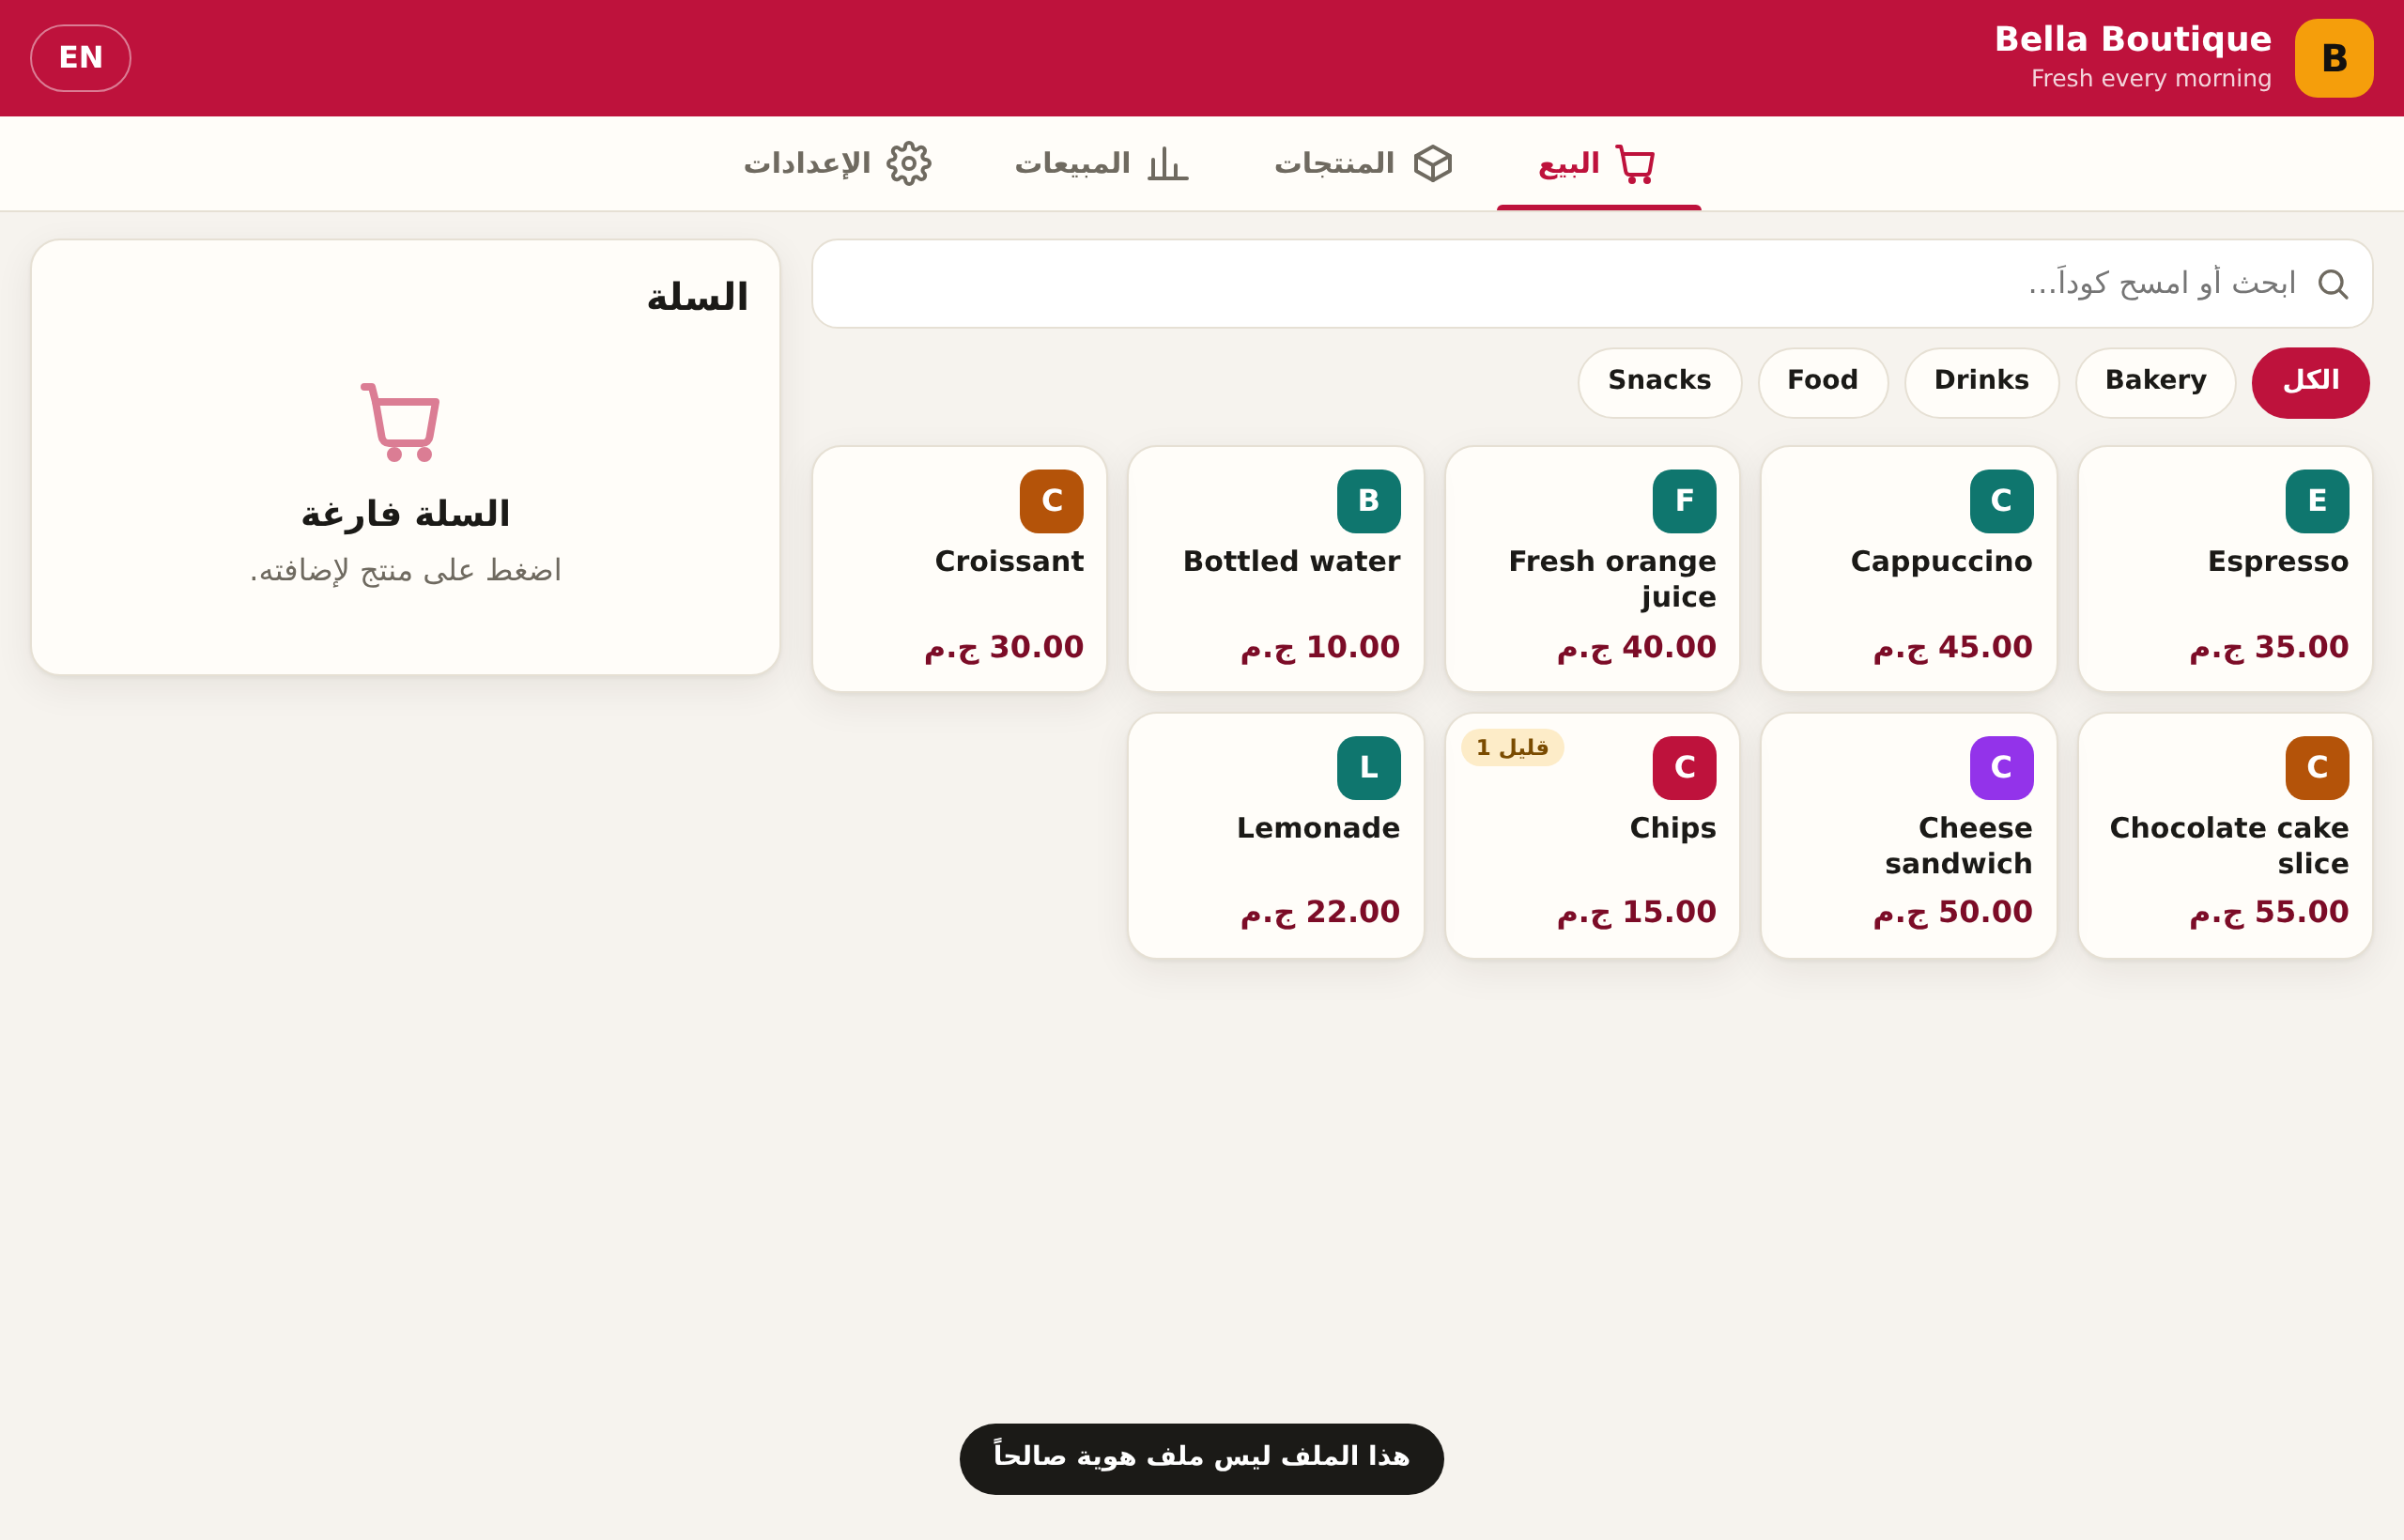 B
Bella Boutique
Fresh every morning
EN
البيع
المنتجات
المبيعات
الإعدادات
ابحث أو امسح كوداً...
الكل
Bakery
Drinks
Food
Snacks
E
Espresso
35.00 ج.م
C
Cappuccino
45.00 ج.م
F
Fresh orange
juice
40.00 ج.م
B
Bottled water
10.00 ج.م
C
Croissant
30.00 ج.م
C
Chocolate cake
slice
55.00 ج.م
C
Cheese
sandwich
50.00 ج.م
قليل 1
C
Chips
15.00 ج.م
L
Lemonade
22.00 ج.م
السلة
السلة فارغة
اضغط على منتج لإضافته.
هذا الملف ليس ملف هوية صالحاً